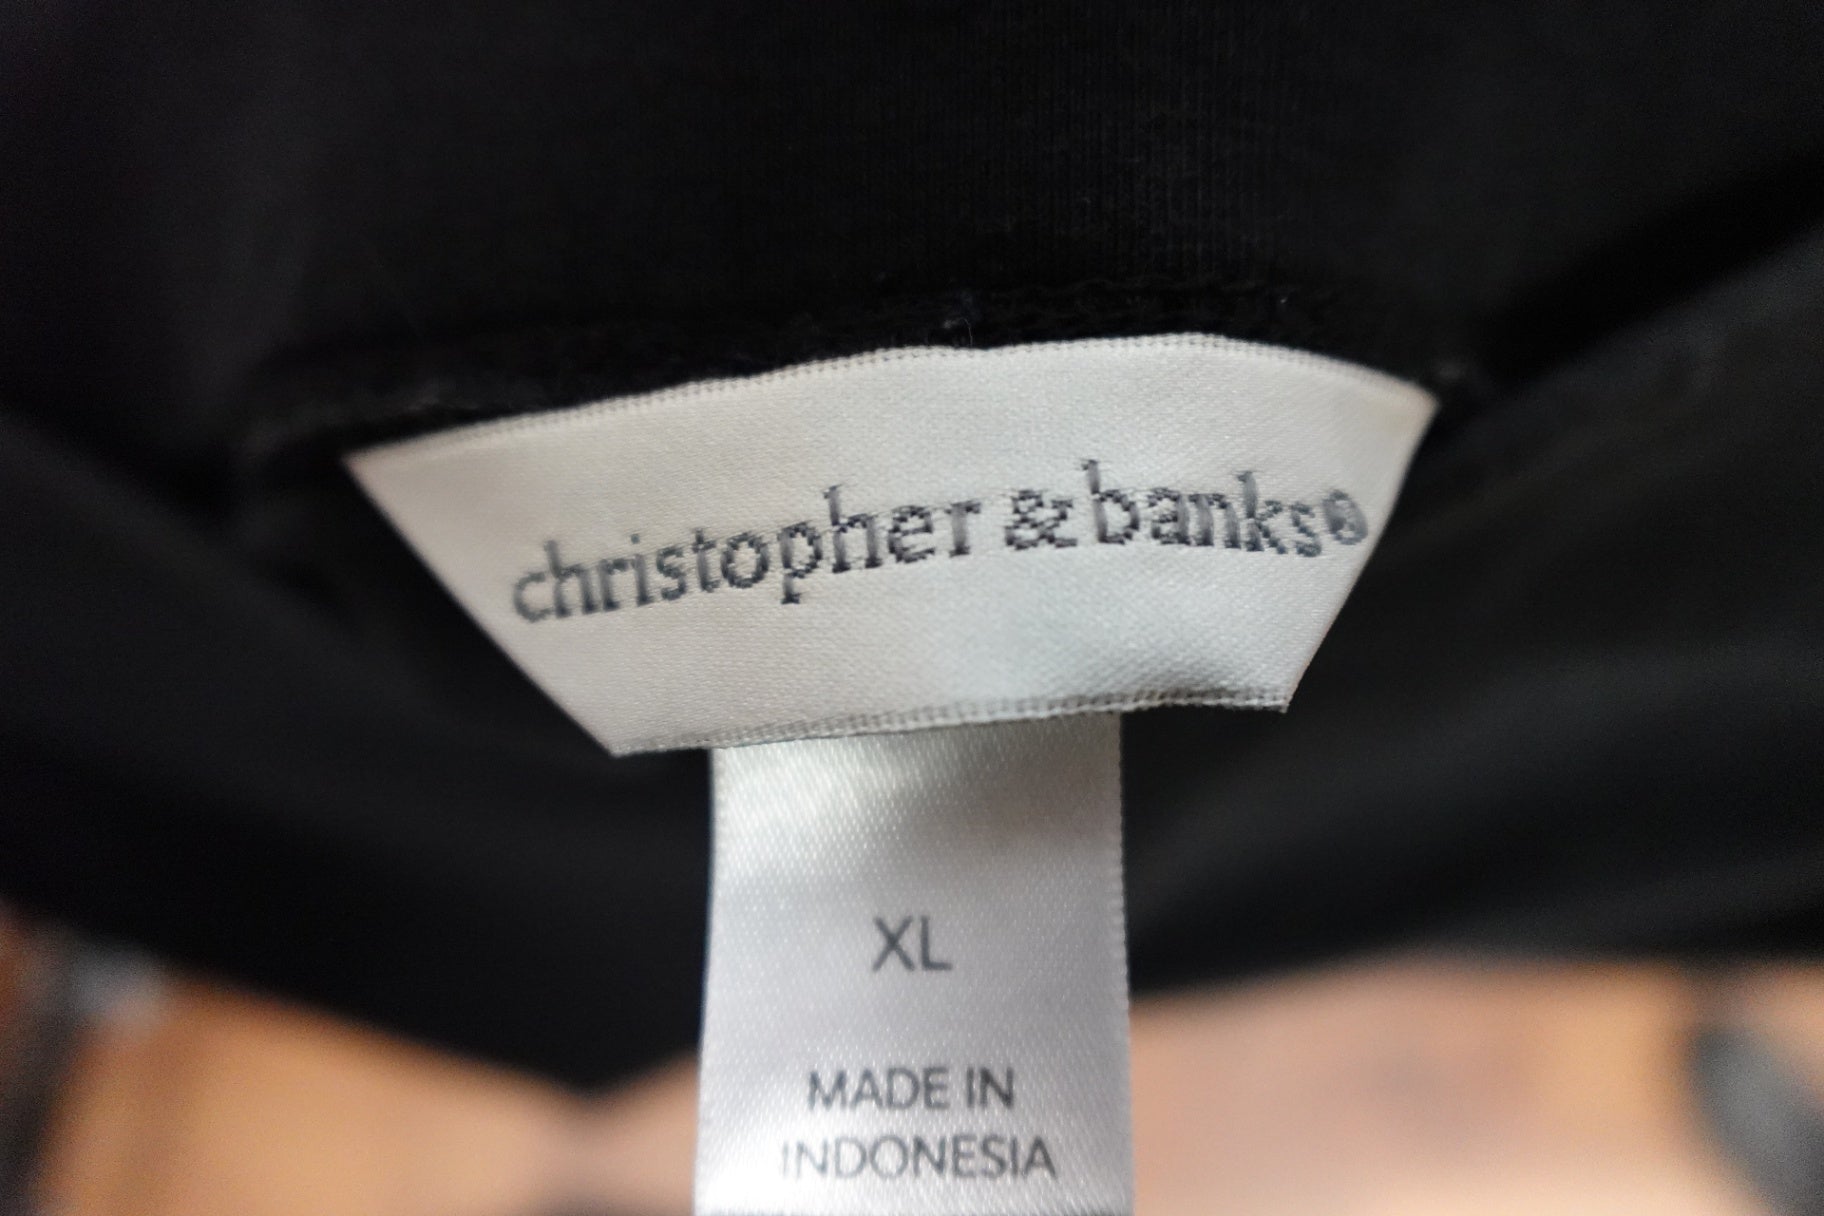 christopher & banks®
XL
MADE IN
INDONESIA